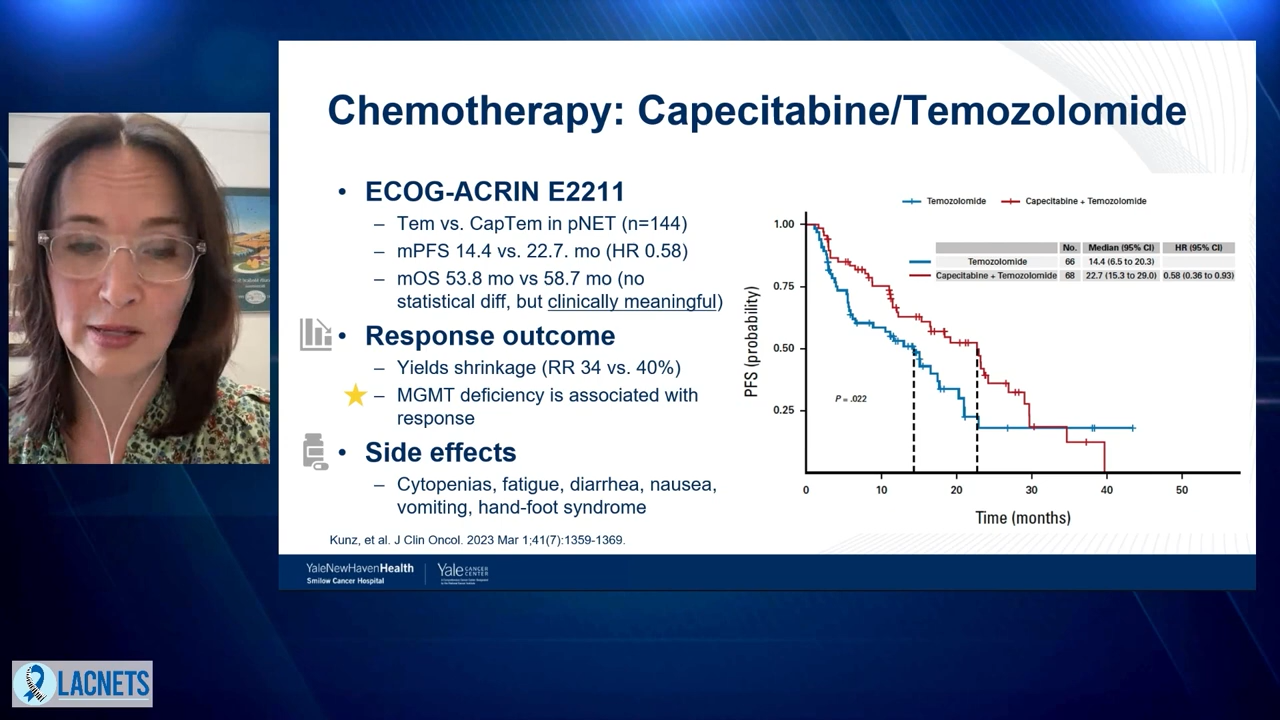 Chemotherapy: Capecitabine/Temozolomide
• ECOG-ACRIN E2211
– Tem vs. CapTem in pNET (n=144)
– mPFS 14.4 vs. 22.7. mo (HR 0.58)
– mOS 53.8 mo vs 58.7 mo (no
statistical diff, but clinically meaningful)
• Response outcome
– Yields shrinkage (RR 34 vs. 40%)
– MGMT deficiency is associated with
response
• Side effects
– Cytopenias, fatigue, diarrhea, nausea,
vomiting, hand-foot syndrome
Kunz, et al. J Clin Oncol. 2023 Mar 1;41(7):1359-1369.
Temozolomide Capecitabine + Temozolomide
No. Median (95% CI) HR (95% CI)
Temozolomide 66 14.4 (6.5 to 20.3)
Capecitabine + Temozolomide 68 22.7 (15.3 to 29.0) 0.58 (0.36 to 0.93)
PFS (probability)
1.00
0.75
0.50
0.25
P = .022
0 10 20 30 40 50
Time (months)
YaleNewHavenHealth
Smilow Cancer Hospital
Yale CANCER CENTER
LACNETS